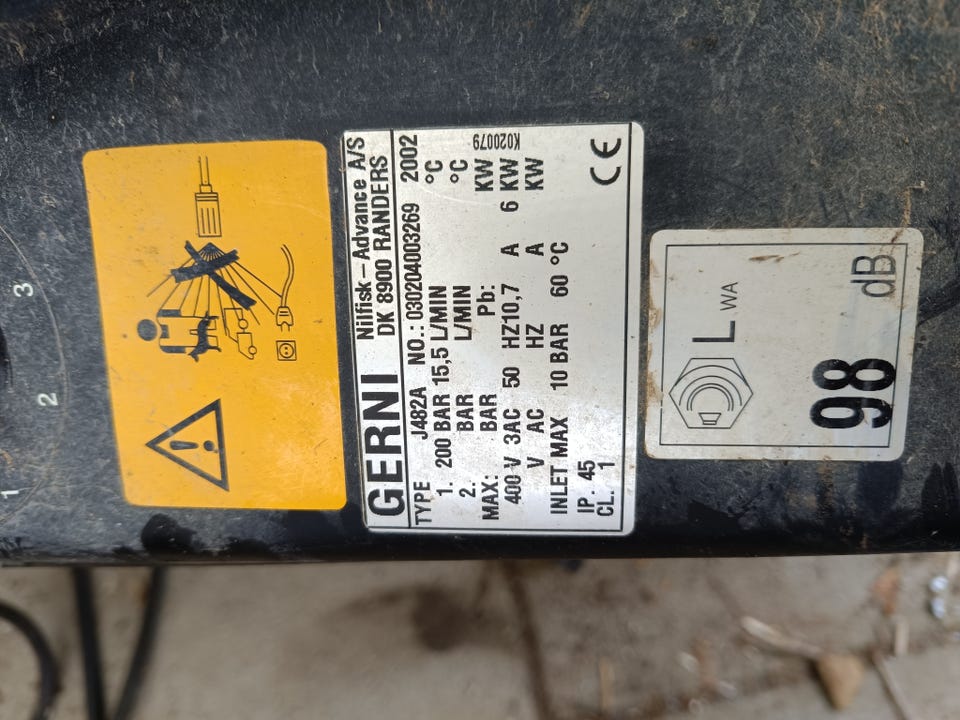 GERNI Nilfisk-Advance A/S
DK 8900 RANDERS
TYPE J482A NO.: 030204003269 2002
1. 200 BAR 15,5 L/MIN °C
2. BAR L/MIN °C
MAX: BAR Pb: KW
400 V 3AC 50 HZ 10,7 A 6 KW
V AC HZ A KW
INLET MAX 10 BAR 60 °C
IP. 45
CL. 1
CE
K020079
LWA
98 dB
1 2 3